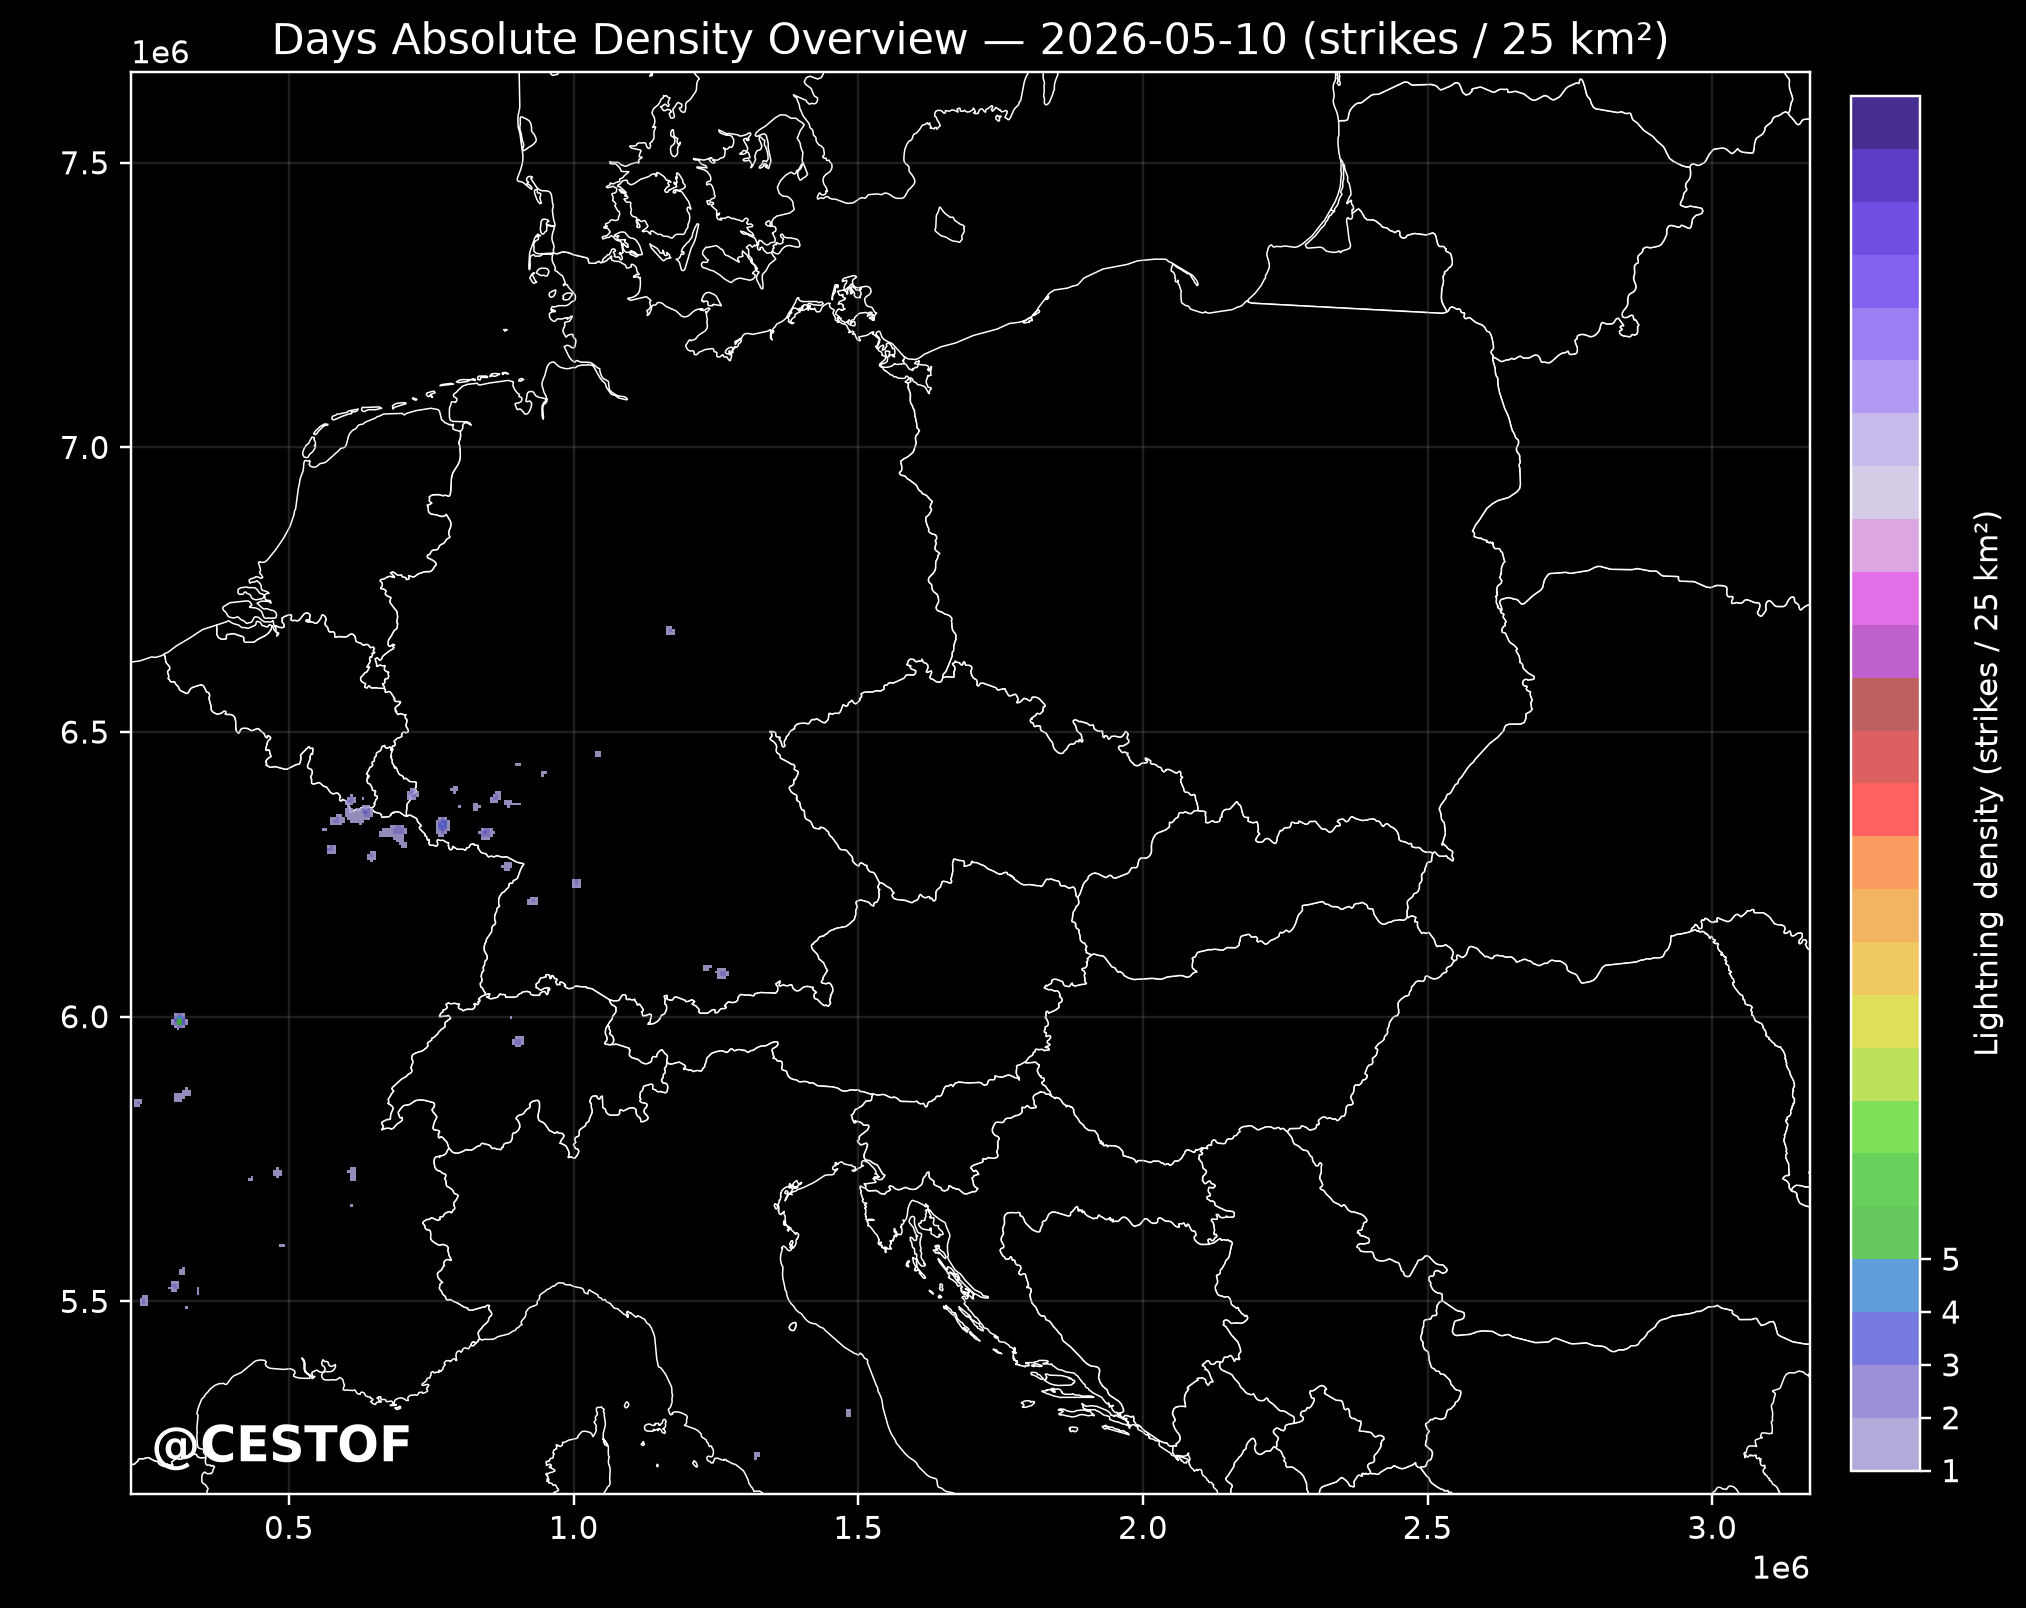 Days Absolute Density Overview — 2026-05-10 (strikes / 25 km²)
1e6
7.5
7.0
6.5
6.0
5.5
0.5 1.0 1.5 2.0 2.5 3.0
1e6
@CESTOF
5
4
3
2
1
Lightning density (strikes / 25 km²)